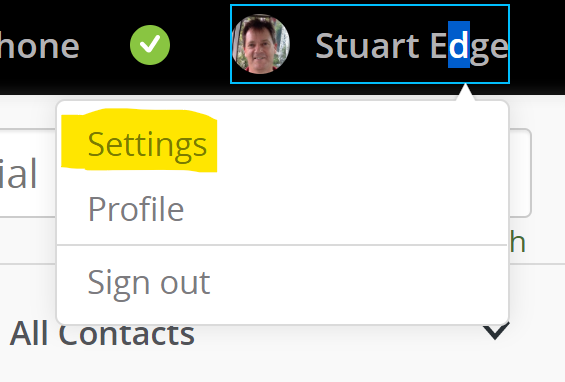 hone
Stuart Edge
Settings
ial
Profile
h
Sign out
All Contacts